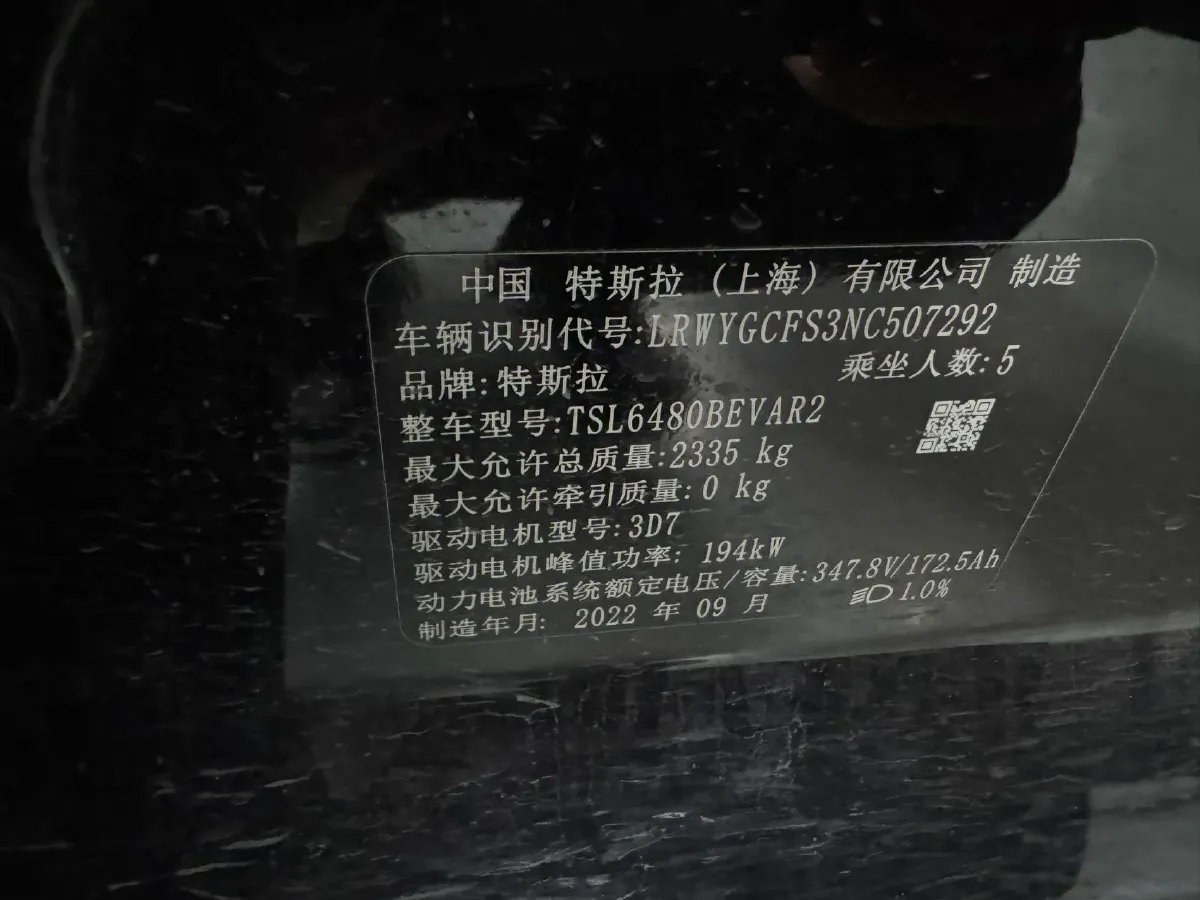 中国 特斯拉(上海)有限公司 制造
车辆识别代号:LRWYGCFS3NC507292
品牌:特斯拉 乘坐人数:5
整车型号:TSL6480BEVAR2
最大允许总质量:2335 kg
最大允许牵引质量:0 kg
驱动电机型号:3D7
驱动电机峰值功率: 194kW
动力电池系统额定电压/容量:347.8V/172.5Ah
制造年月: 2022 年 09 月 1.0%